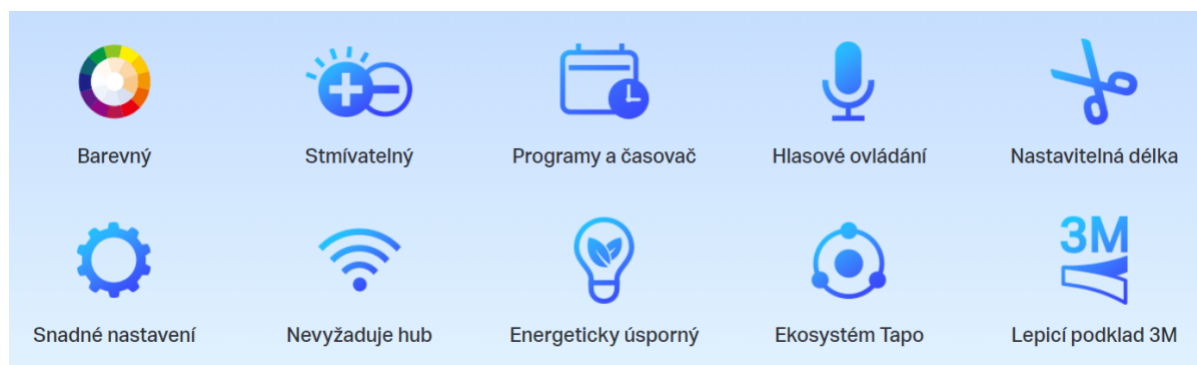 Barevný
Stmívatelný
Programy a časovač
Hlasové ovládání
Nastavitelná délka
3M
Snadné nastavení
Nevyžaduje hub
Energeticky úsporný
Ekosystém Tapo
Lepicí podklad 3M